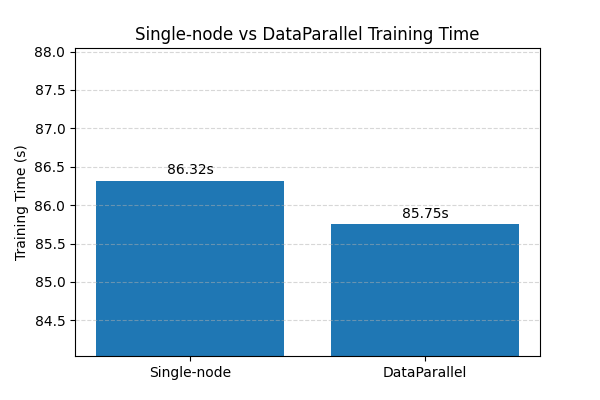 Single-node vs DataParallel Training Time
Training Time (s)
88.0
87.5
87.0
86.5
86.0
85.5
85.0
84.5
86.32s
85.75s
Single-node
DataParallel